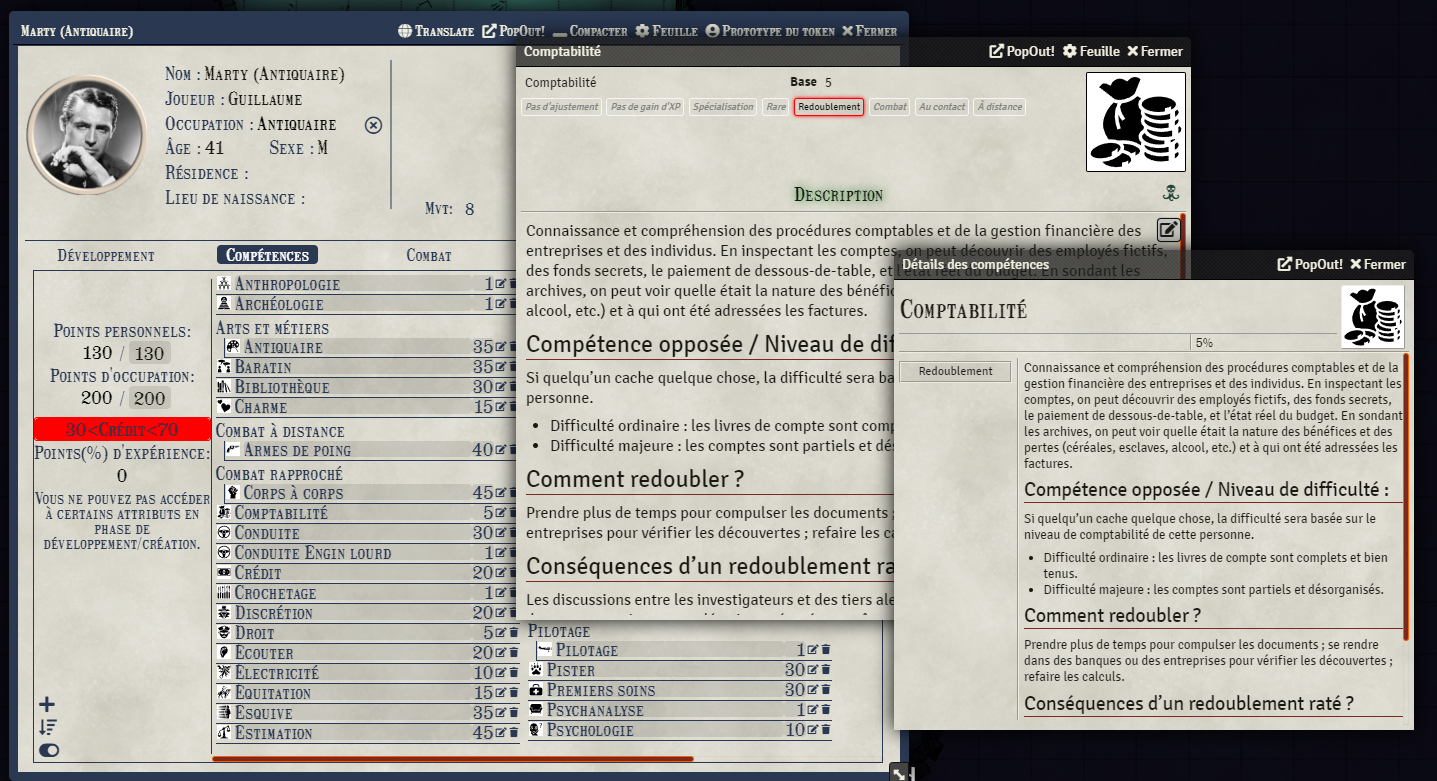 Marty (Antiquaire)
Translate PopOut! Compacter Feuille Prototype du token Fermer
Nom : Marty (Antiquaire)
Joueur : Guillaume
Occupation : Antiquaire
Âge : 41 Sexe : M
Résidence :
Lieu de naissance :
Mvt: 8
Développement Compétences Combat
Points personnels:
130 / 130
Points d'occupation:
200 / 200
30<Crédit<70
Points(%) d'expérience:
0
Vous ne pouvez pas accéder
à certains attributs en
phase de
développement/création.
Anthropologie 1
Archéologie 1
Arts et métiers
Antiquaire 35
Baratin 35
Bibliothèque 30
Charme 15
Combat à distance
Armes de poing 40
Combat rapproché
Corps à corps 45
Comptabilité 5
Conduite 30
Conduite Engin lourd 1
Crédit 20
Crochetage 1
Discrétion 20
Droit 5
Ecouter 20
Electricité 10
Equitation 15
Esquive 35
Estimation 45
Pilotage
Pilotage 1
Pister 30
Premiers soins 30
Psychanalyse 1
Psychologie 10
Comptabilité PopOut! Feuille Fermer
Comptabilité Base 5
Pas d'ajustement Pas de gain d'XP Spécialisation Rare Redoublement Combat Au contact À distance
Description
Connaissance et compréhension des procédures comptables et de la gestion financière des
entreprises et des individus. En inspectant les comptes, on peut découvrir des employés fictifs,
des fonds secrets, le paiement de dessous-de-table, et l'état réel du budget. En sondant les
archives, on peut voir quelle était la nature des bénéfi
alcool, etc.) et à qui ont été adressées les factures.
Compétence opposée / Niveau de dif
Si quelqu'un cache quelque chose, la difficulté sera ba
personne.
• Difficulté ordinaire : les livres de compte sont comp
• Difficulté majeure : les comptes sont partiels et dés
Comment redoubler ?
Prendre plus de temps pour compulser les documents ;
entreprises pour vérifier les découvertes ; refaire les ca
Conséquences d'un redoublement ra
Les discussions entre les investigateurs et des tiers ale
Détails des compétences PopOut! Fermer
Comptabilité
5%
Redoublement
Connaissance et compréhension des procédures comptables et de la
gestion financière des entreprises et des individus. En inspectant les
comptes, on peut découvrir des employés fictifs, des fonds secrets,
le paiement de dessous-de-table, et l'état réel du budget. En sondant
les archives, on peut voir quelle était la nature des bénéfices et des
pertes (céréales, esclaves, alcool, etc.) et à qui ont été adressées les
factures.
Compétence opposée / Niveau de difficulté :
Si quelqu'un cache quelque chose, la difficulté sera basée sur le
niveau de comptabilité de cette personne.
• Difficulté ordinaire : les livres de compte sont complets et bien
tenus.
• Difficulté majeure : les comptes sont partiels et désorganisés.
Comment redoubler ?
Prendre plus de temps pour compulser les documents ; se rendre
dans des banques ou des entreprises pour vérifier les découvertes ;
refaire les calculs.
Conséquences d'un redoublement raté ?